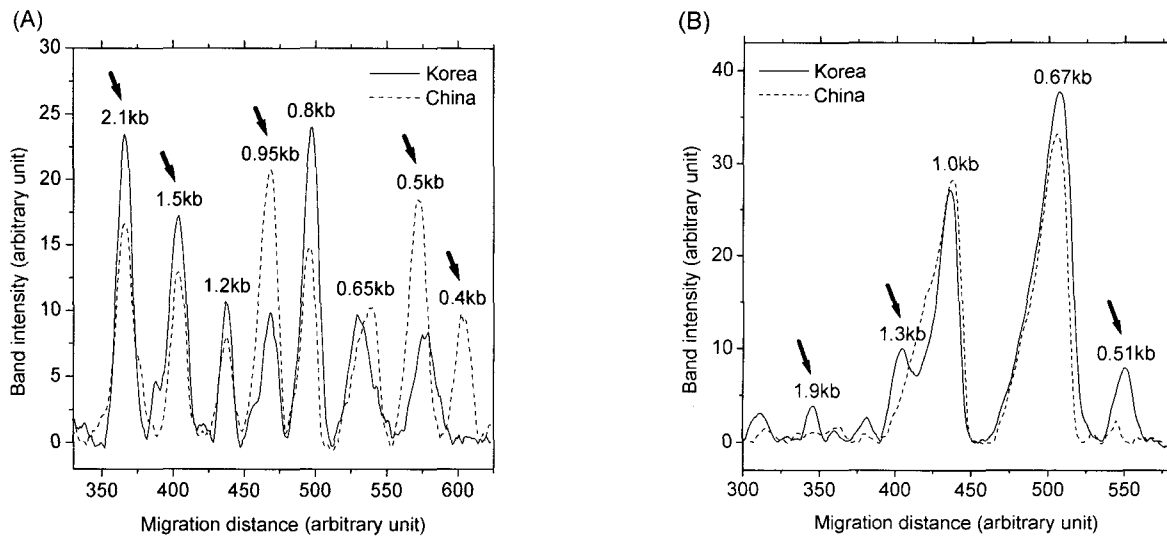 (A)
30
25
20
15
10
5
0
Band intensity (arbitrary unit)
Korea
China
2.1kb
1.5kb
1.2kb
0.95kb
0.8kb
0.65kb
0.5kb
0.4kb
350 400 450 500 550 600
Migration distance (arbitrary unit)
(B)
40
30
20
10
0
Band intensity (arbitrary unit)
Korea
China
1.9kb
1.3kb
1.0kb
0.67kb
0.51kb
300 350 400 450 500 550
Migration distance (arbitrary unit)